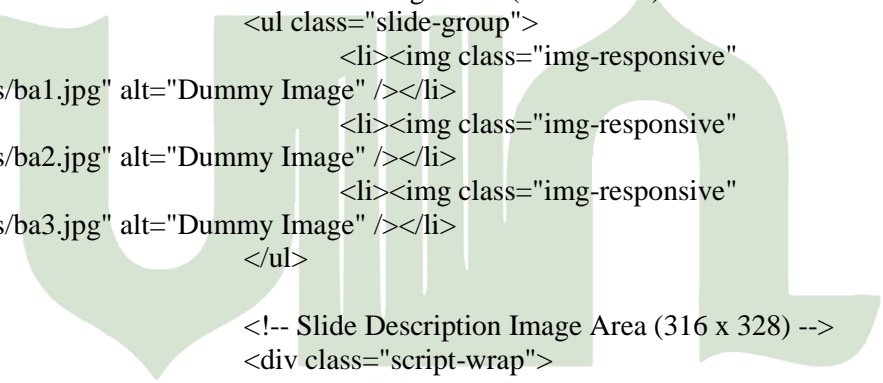 <ul class="slide-group">
<li><img class="img-responsive"
s/ba1.jpg" alt="Dummy Image" /></li>
<li><img class="img-responsive"
s/ba2.jpg" alt="Dummy Image" /></li>
<li><img class="img-responsive"
s/ba3.jpg" alt="Dummy Image" /></li>
</ul>
<!-- Slide Description Image Area (316 x 328) -->
<div class="script-wrap">